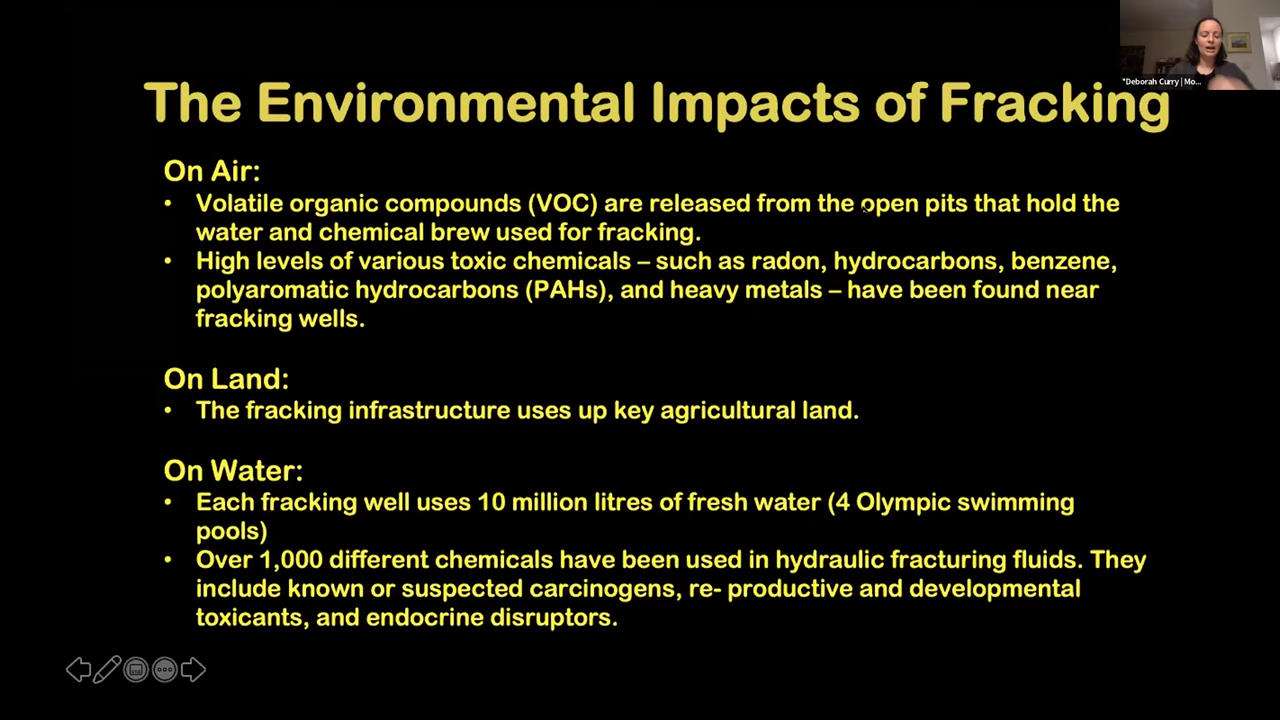 *Deborah Curry | Mo...
The Environmental Impacts of Fracking
On Air:
• Volatile organic compounds (VOC) are released from the open pits that hold the
water and chemical brew used for fracking.
• High levels of various toxic chemicals – such as radon, hydrocarbons, benzene,
polyaromatic hydrocarbons (PAHs), and heavy metals – have been found near
fracking wells.
On Land:
• The fracking infrastructure uses up key agricultural land.
On Water:
• Each fracking well uses 10 million litres of fresh water (4 Olympic swimming
pools)
• Over 1,000 different chemicals have been used in hydraulic fracturing fluids. They
include known or suspected carcinogens, re- productive and developmental
toxicants, and endocrine disruptors.